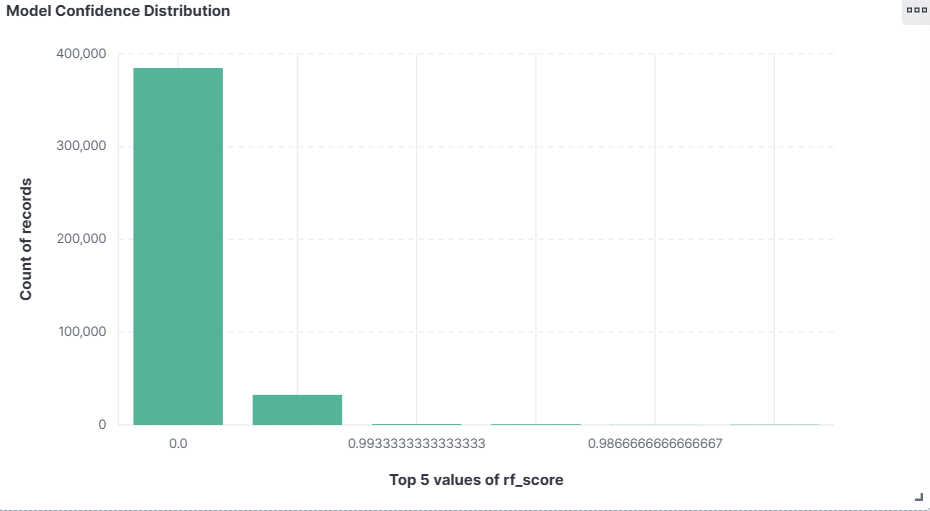 Model Confidence Distribution
400,000
300,000
200,000
100,000
0
Count of records
0.0
0.9933333333333333
0.9866666666666667
Top 5 values of rf_score